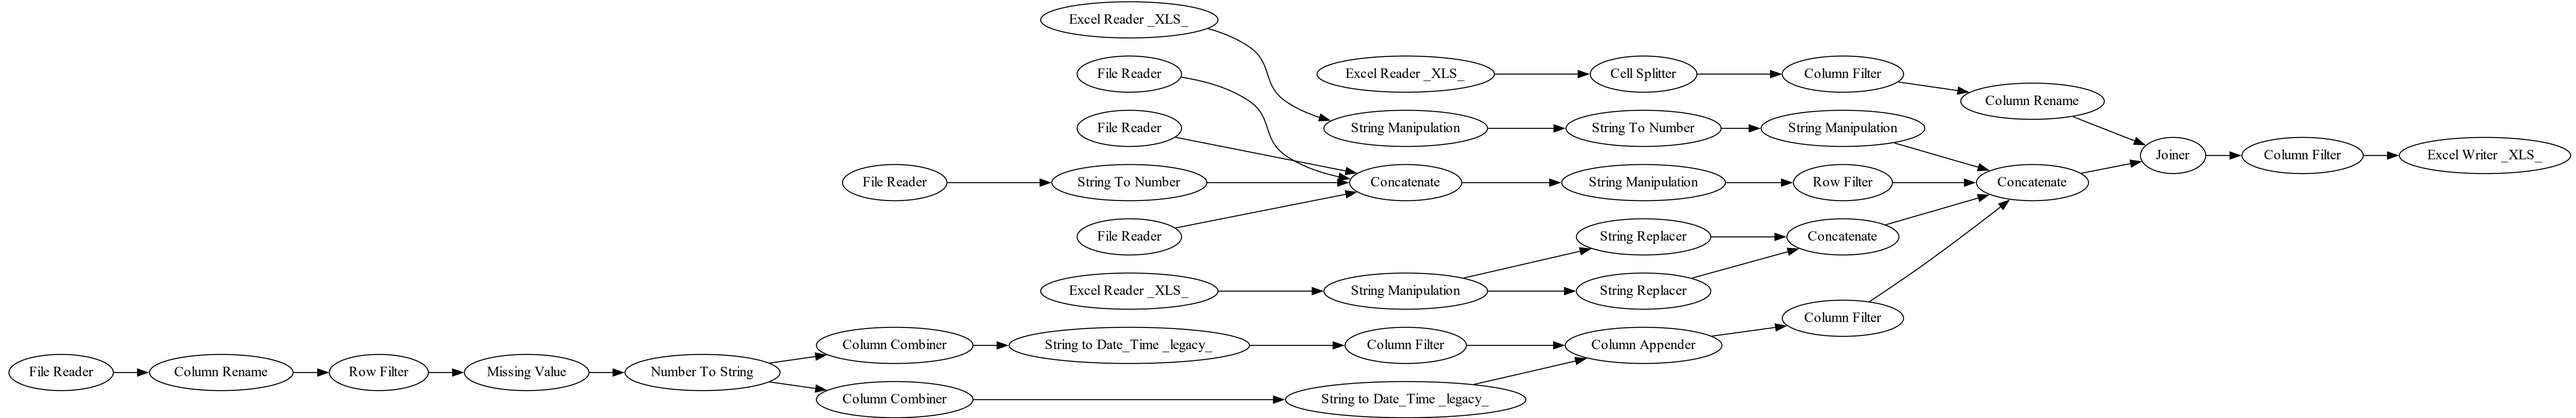 Excel Reader _XLS_
File Reader
Excel Reader _XLS_
Cell Splitter
Column Filter
Column Rename
File Reader
String Manipulation
String To Number
String Manipulation
Joiner
Column Filter
Excel Writer _XLS_
File Reader
String To Number
Concatenate
String Manipulation
Row Filter
Concatenate
File Reader
String Replacer
Concatenate
Excel Reader _XLS_
String Manipulation
String Replacer
Column Filter
Column Combiner
String to Date_Time _legacy_
Column Filter
Column Appender
File Reader
Column Rename
Row Filter
Missing Value
Number To String
Column Combiner
String to Date_Time _legacy_